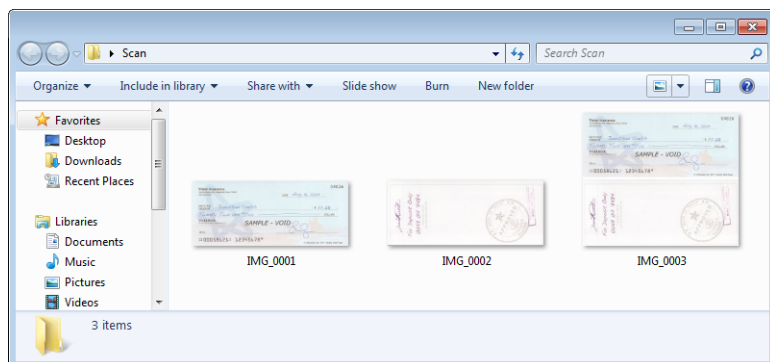 Scan
Search Scan
Organize
Include in library
Share with
Slide show
Burn
New folder
Favorites
Desktop
Downloads
Recent Places
Libraries
Documents
Music
Pictures
Videos
SAMPLE - VOID
IMG_0001
IMG_0002
SAMPLE - VOID
IMG_0003
3 items